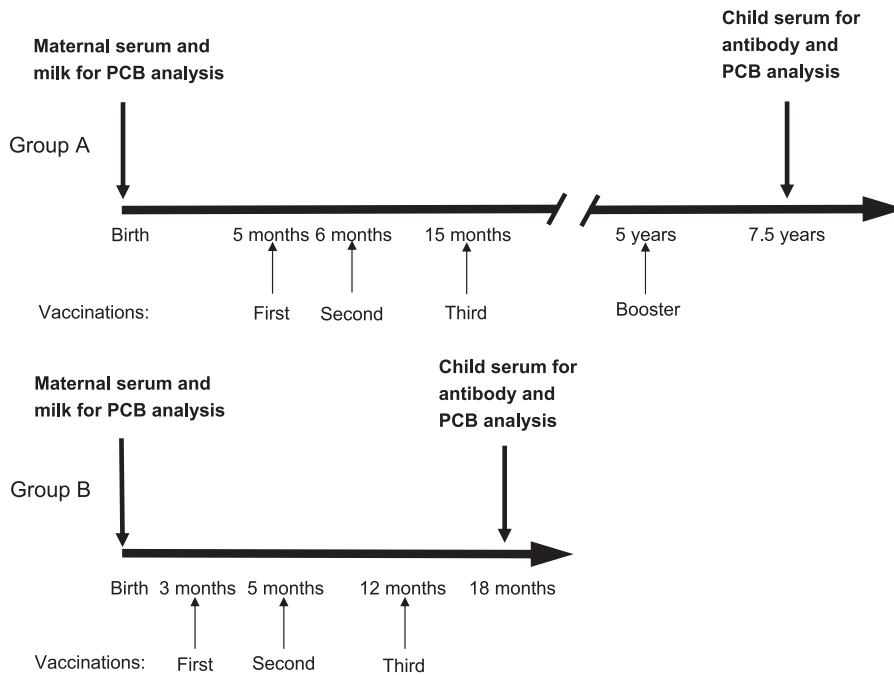 Maternal serum and
milk for PCB analysis
Child serum for
antibody and
PCB analysis
Group A
Birth 5 months 6 months 15 months 5 years 7.5 years
Vaccinations: First Second Third Booster
Maternal serum and
milk for PCB analysis
Child serum for
antibody and
PCB analysis
Group B
Birth 3 months 5 months 12 months 18 months
Vaccinations: First Second Third